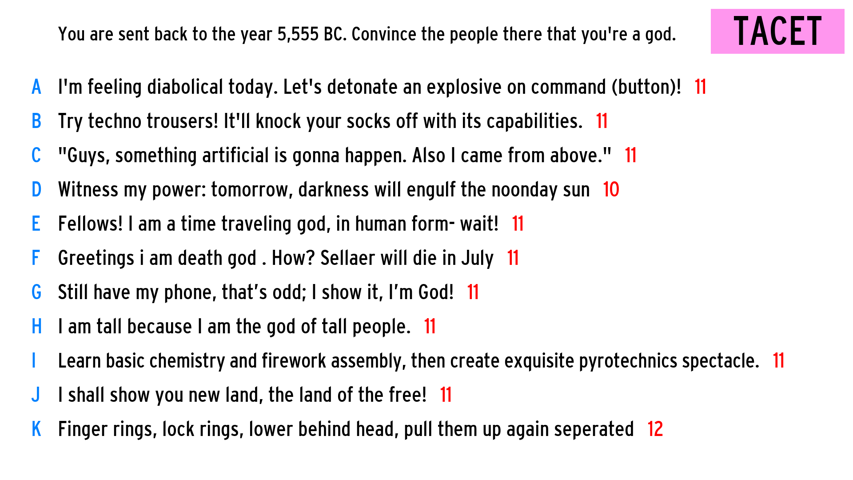 You are sent back to the year 5,555 BC. Convince the people there that you're a god.
TACET
A I'm feeling diabolical today. Let's detonate an explosive on command (button)! 11
B Try techno trousers! It'll knock your socks off with its capabilities. 11
C "Guys, something artificial is gonna happen. Also I came from above." 11
D Witness my power: tomorrow, darkness will engulf the noonday sun 10
E Fellows! I am a time traveling god, in human form- wait! 11
F Greetings i am death god . How? Sellaer will die in July 11
G Still have my phone, that’s odd; I show it, I’m God! 11
H I am tall because I am the god of tall people. 11
I Learn basic chemistry and firework assembly, then create exquisite pyrotechnics spectacle. 11
J I shall show you new land, the land of the free! 11
K Finger rings, lock rings, lower behind head, pull them up again seperated 12